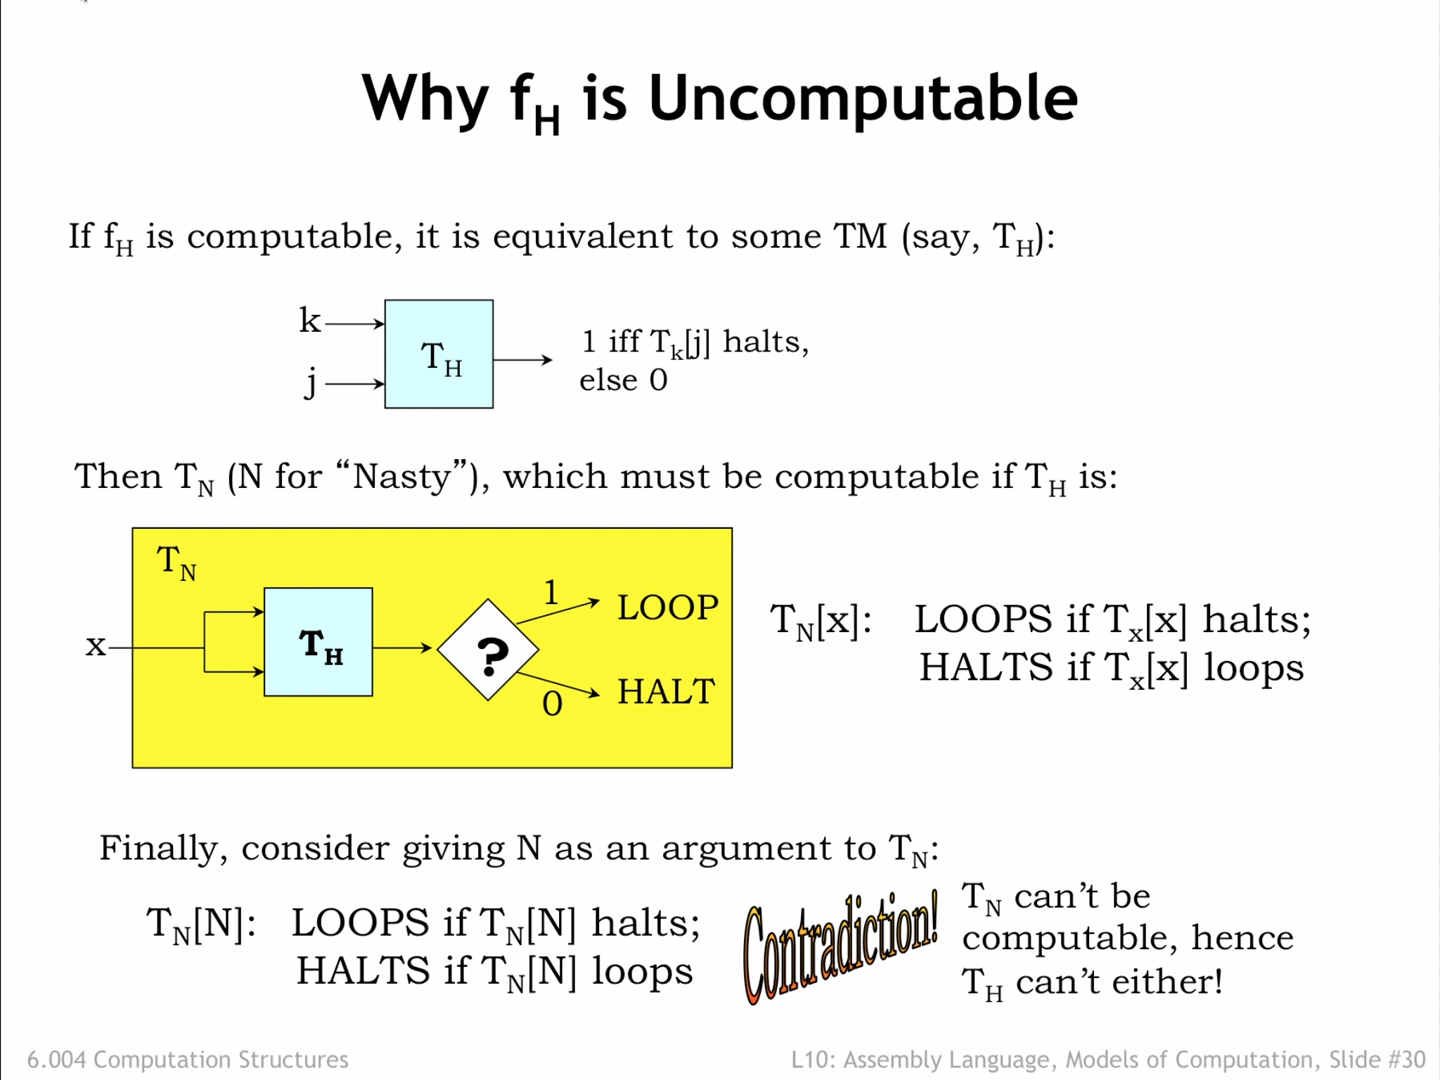 Why fH is Uncomputable
If fH is computable, it is equivalent to some TM (say, TH):
k
j
TH
1 iff Tk[j] halts,
else 0
Then TN (N for “Nasty”), which must be computable if TH is:
TN
x
TH
?
1
LOOP
0
HALT
TN[x]: LOOPS if Tx[x] halts;
HALTS if Tx[x] loops
Finally, consider giving N as an argument to TN:
TN[N]: LOOPS if TN[N] halts;
HALTS if TN[N] loops
Contradiction!
TN can’t be
computable, hence
TH can’t either!
6.004 Computation Structures
L10: Assembly Language, Models of Computation, Slide #30